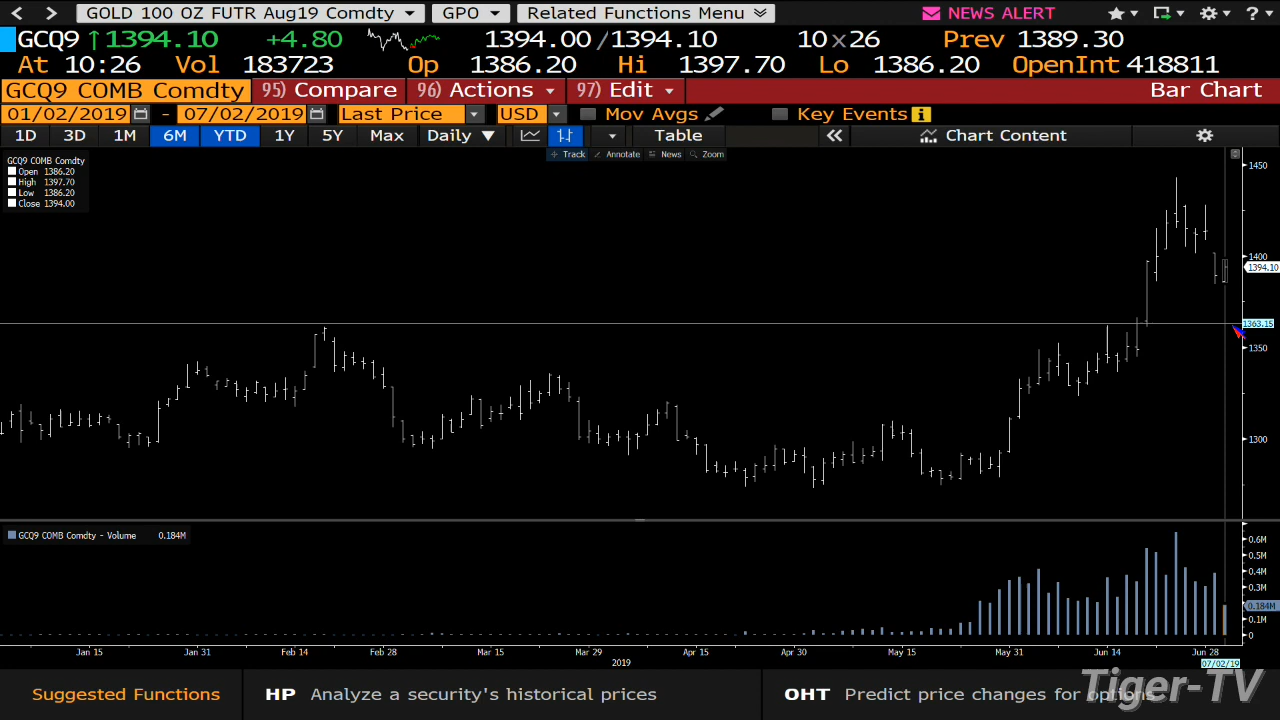 < > GOLD 100 OZ FUTR Aug19 Comdty GPO Related Functions Menu NEWS ALERT ?
GCQ9 ↑1394.10 +4.80 1394.00/1394.10 10×26 Prev 1389.30
At 10:26 Vol 183723 Op 1386.20 Hi 1397.70 Lo 1386.20 OpenInt 418811
GCQ9 COMB Comdty 95) Compare 96) Actions 97) Edit Bar Chart
01/02/2019 - 07/02/2019 Last Price USD Mov Avgs Key Events i
1D 3D 1M 6M YTD 1Y 5Y Max Daily ▼ Table « Chart Content
Track Annotate News Zoom
GCQ9 COMB Comdty
Open 1386.20
High 1397.70
Low 1386.20
Close 1394.00
1450
1400
1394.10
1363.15
1350
1300
GCQ9 COMB Comdty - Volume 0.184M
0.6M
0.5M
0.4M
0.3M
0.184M
0.1M
0
Jan 15 Jan 31 Feb 14 Feb 28 Mar 15 Mar 29 Apr 15 Apr 30 May 15 May 31 Jun 14 Jun 28
2019 07/02/19
Suggested Functions HP Analyze a security's historical prices OHT Predict price changes for options
Tiger-TV